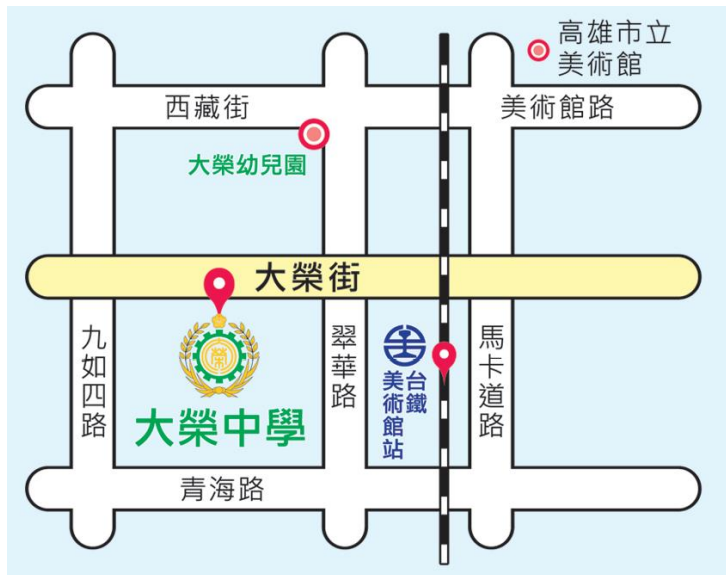 高雄市立
美術館
西藏街
美術館路
大榮幼兒園
大榮街
九如四路
榮
大榮中學
翠華路
台鐵
美術館站
馬卡道路
青海路